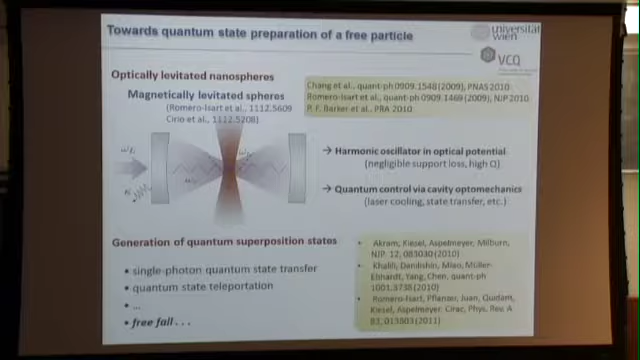 Towards quantum state preparation of a free particle
universität
wien
VCQ
Optically levitated nanospheres
Magnetically levitated spheres
(Romero-Isart et al., 1112.5609
Cirio et al., 1112.5208)
Chang et al., quant-ph 0909.1548 (2009), PNAS 2010
Romero-Isart et al., quant-ph 0909.1469 (2009), NJP 2010
P. F. Barker et al., PRA 2010
→ Harmonic oscillator in optical potential
(negligible support loss, high Q)
→ Quantum control via cavity optomechanics
(laser cooling, state transfer, etc.)
Generation of quantum superposition states
• single-photon quantum state transfer
• quantum state teleportation
• ...
• free fall . . .
• Akram, Kiesel, Aspelmeyer, Milburn,
NJP 12, 083030 (2010)
• Khalili, Danilishin, Miao, Müller-
Ebhardt, Yang, Chen, quant-ph
1001.3738 (2010)
• Romero-Isart, Pflanzer, Juan, Quidant,
Kiesel, Aspelmeyer, Cirac, Phys. Rev. A
83, 013803 (2011)